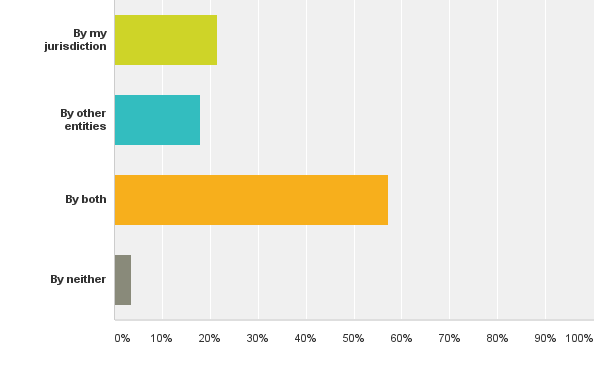 By my
jurisdiction
By other
entities
By both
By neither
0% 10% 20% 30% 40% 50% 60% 70% 80% 90% 100%